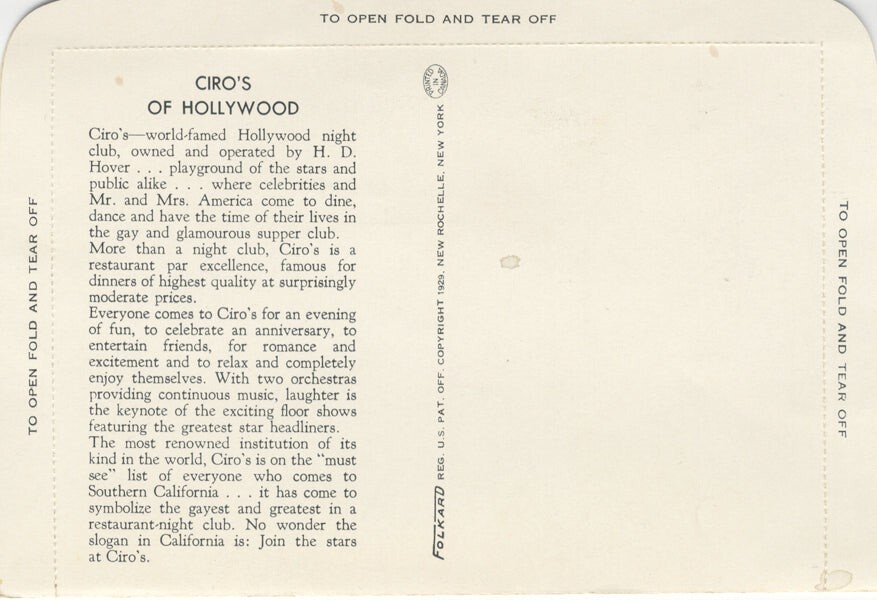 TO OPEN FOLD AND TEAR OFF
TO OPEN FOLD AND TEAR OFF
CIRO'S
OF HOLLYWOOD
Ciro's—world-famed Hollywood night
club, owned and operated by H. D.
Hover . . . playground of the stars and
public alike . . . where celebrities and
Mr. and Mrs. America come to dine,
dance and have the time of their lives in
the gay and glamourous supper club.
More than a night club, Ciro's is a
restaurant par excellence, famous for
dinners of highest quality at surprisingly
moderate prices.
Everyone comes to Ciro's for an evening
of fun, to celebrate an anniversary, to
entertain friends, for romance and
excitement and to relax and completely
enjoy themselves. With two orchestras
providing continuous music, laughter is
the keynote of the exciting floor shows
featuring the greatest star headliners.
The most renowned institution of its
kind in the world, Ciro's is on the "must
see" list of everyone who comes to
Southern California . . . it has come to
symbolize the gayest and greatest in a
restaurant-night club. No wonder the
slogan in California is: Join the stars
at Ciro's.
FOLKARD REG. U.S. PAT. OFF. COPYRIGHT 1929, NEW ROCHELLE, NEW YORK
PRINTED IN
TO OPEN FOLD AND TEAR OFF